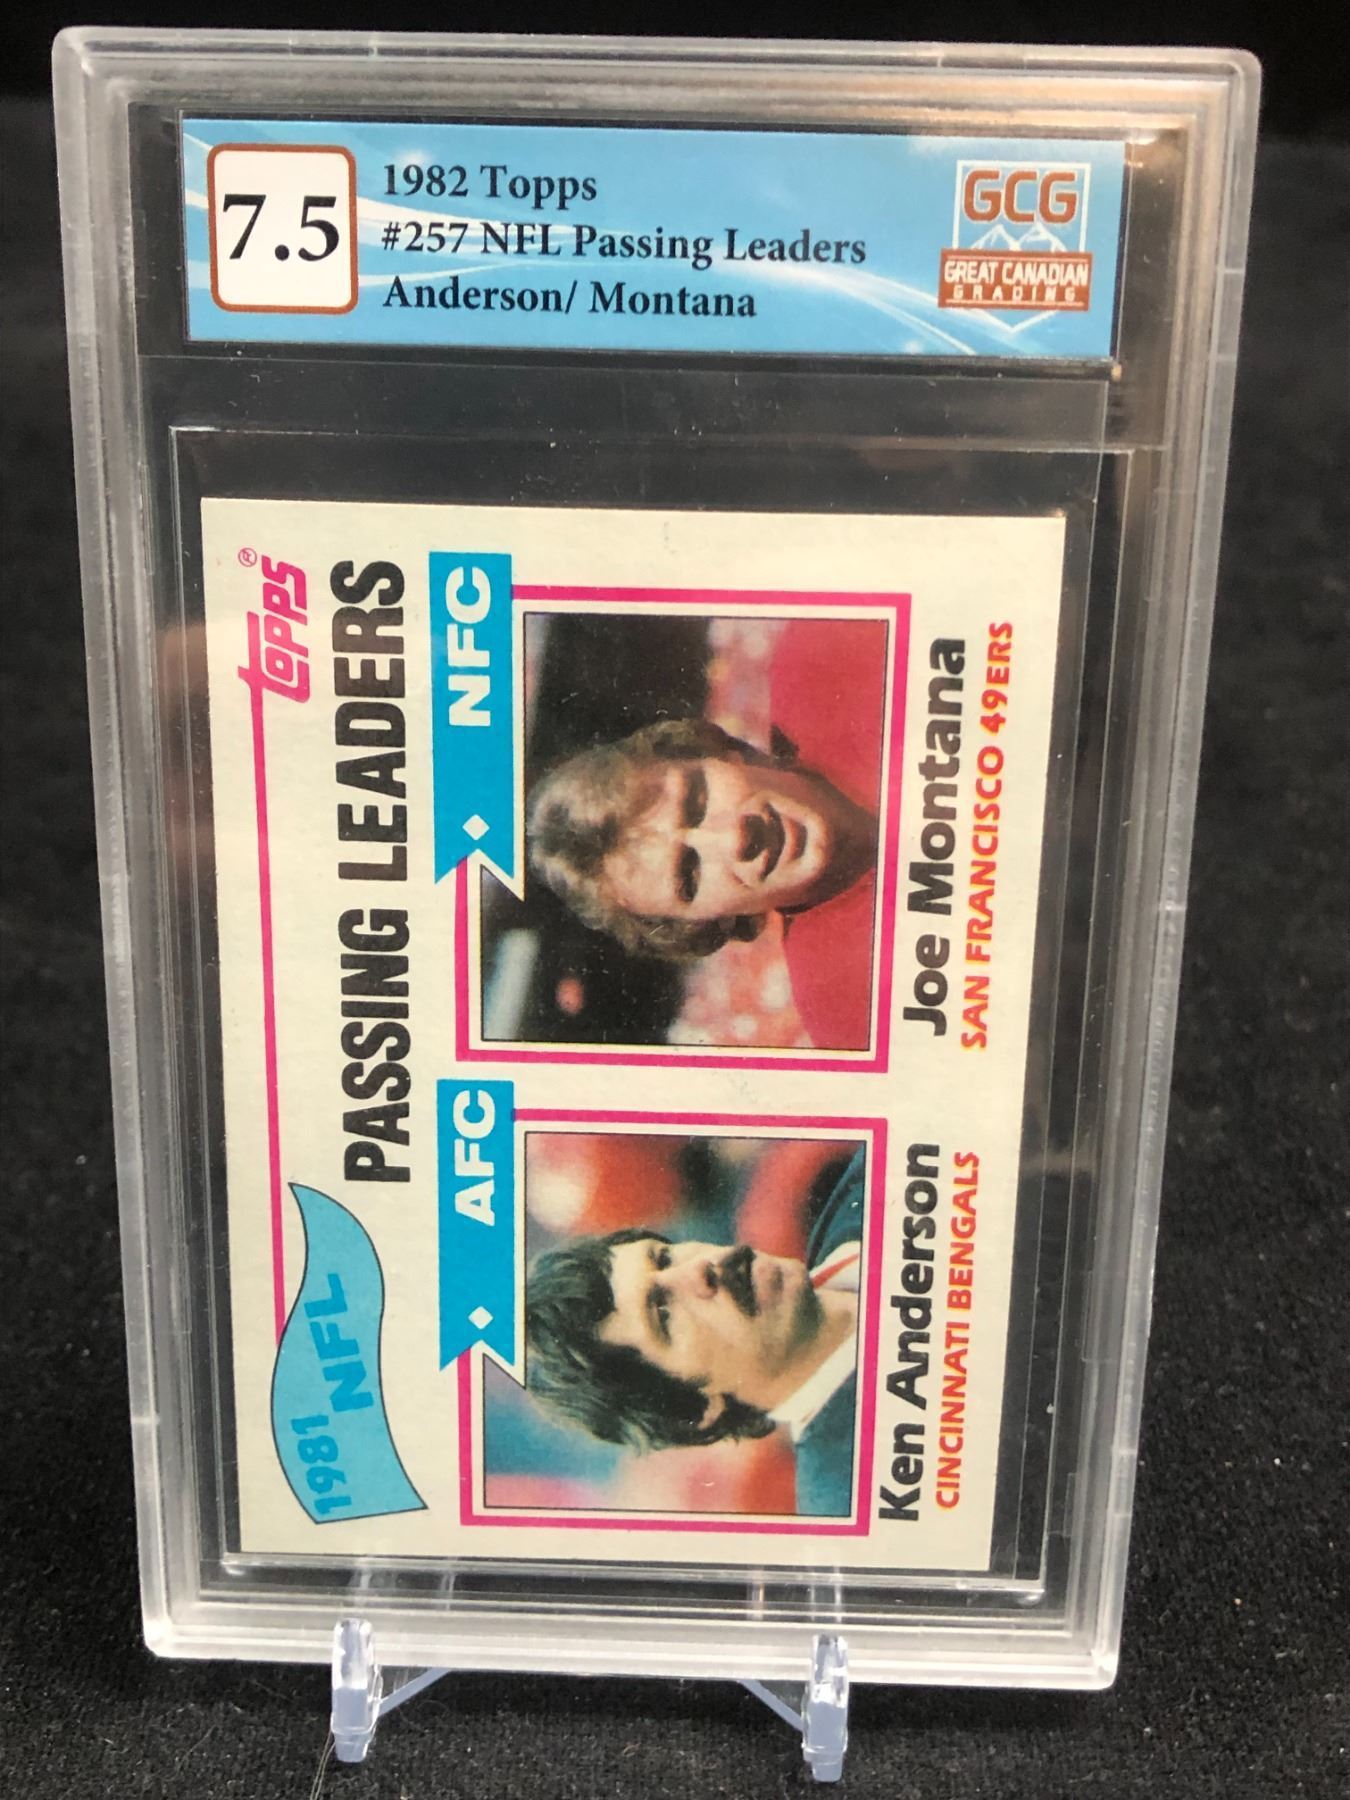 7.5
1982 Topps
#257 NFL Passing Leaders
Anderson/ Montana
GCG
GREAT CANADIAN
GRADING
1981
NFL
PASSING LEADERS
Topps®
AFC
NFC
Ken Anderson
CINCINNATI BENGALS
Joe Montana
SAN FRANCISCO 49ERS